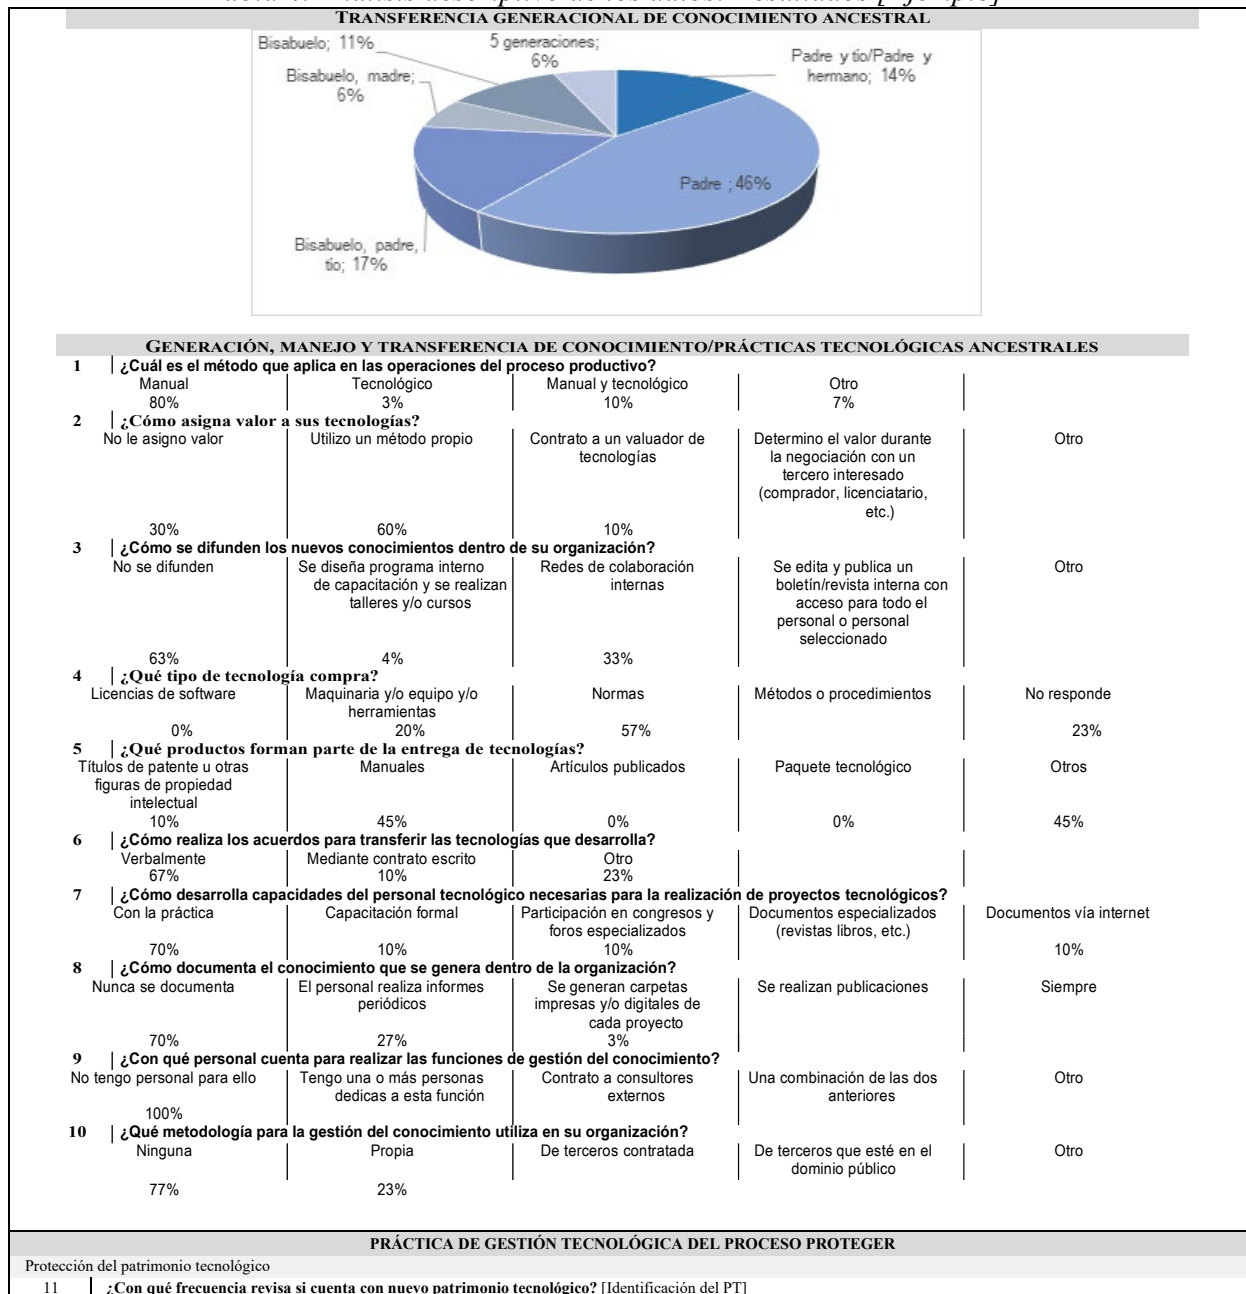 TRANSFERENCIA GENERACIONAL DE CONOCIMIENTO ANCESTRAL
Bisabuelo; 11%
5 generaciones;
6%
Padre y tío/Padre y
hermano; 14%
Bisabuelo, madre;
6%
Padre ; 46%
Bisabuelo, padre,
tio; 17%
GENERACIÓN, MANEJO Y TRANSFERENCIA DE CONOCIMIENTO/PRÁCTICAS TECNOLÓGICAS ANCESTRALES
1 ¿Cuál es el método que aplica en las operaciones del proceso productivo?
Manual Tecnológico Manual y tecnológico Otro
80% 3% 10% 7%
2 ¿Cómo asigna valor a sus tecnologías?
No le asigno valor Utilizo un método propio Contrato a un valuador de Determino el valor durante Otro
tecnologías la negociación con un
tercero interesado
(comprador, licenciatario,
etc.)
30% 60% 10%
3 ¿Cómo se difunden los nuevos conocimientos dentro de su organización?
No se difunden Se diseña programa interno Redes de colaboración Se edita y publica un Otro
de capacitación y se realizan internas boletín/revista interna con
talleres y/o cursos acceso para todo el
personal o personal
seleccionado
63% 4% 33%
4 ¿Qué tipo de tecnología compra?
Licencias de software Maquinaria y/o equipo y/o Normas Métodos o procedimientos No responde
herramientas
0% 20% 57% 23%
5 ¿Qué productos forman parte de la entrega de tecnologías?
Títulos de patente u otras Manuales Artículos publicados Paquete tecnológico Otros
figuras de propiedad
intelectual
10% 45% 0% 0% 45%
6 ¿Cómo realiza los acuerdos para transferir las tecnologías que desarrolla?
Verbalmente Mediante contrato escrito Otro
67% 10% 23%
7 ¿Cómo desarrolla capacidades del personal tecnológico necesarias para la realización de proyectos tecnológicos?
Con la práctica Capacitación formal Participación en congresos y Documentos especializados Documentos vía internet
foros especializados (revistas libros, etc.)
70% 10% 10% 10%
8 ¿Cómo documenta el conocimiento que se genera dentro de la organización?
Nunca se documenta El personal realiza informes Se generan carpetas Se realizan publicaciones Siempre
periódicos impresas y/o digitales de
cada proyecto
70% 27% 3%
9 ¿Con qué personal cuenta para realizar las funciones de gestión del conocimiento?
No tengo personal para ello Tengo una o más personas Contrato a consultores Una combinación de las dos Otro
dedicas a esta función externos anteriores
100%
10 ¿Qué metodología para la gestión del conocimiento utiliza en su organización?
Ninguna Propia De terceros contratada De terceros que esté en el Otro
dominio público
77% 23%
PRÁCTICA DE GESTIÓN TECNOLÓGICA DEL PROCESO PROTEGER
Protección del patrimonio tecnológico
11 ¿Con qué frecuencia revisa si cuenta con nuevo patrimonio tecnológico? [Identificación del PT]